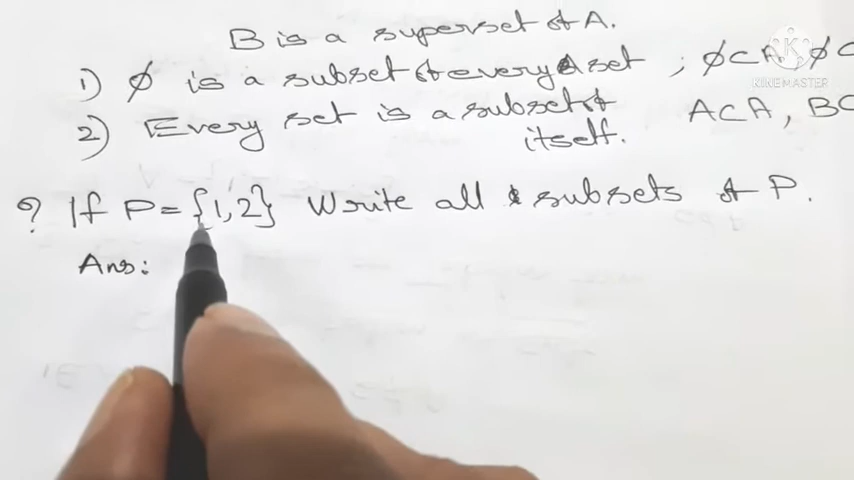 B is a superset of A.
1) ϕ is a subset of every set ; ϕ⊂A ϕ⊂
KINEMASTER
2) Every set is a subset of itself. A⊂A, B⊂
? If P = {1,2} Write all subsets of P.
Ans: